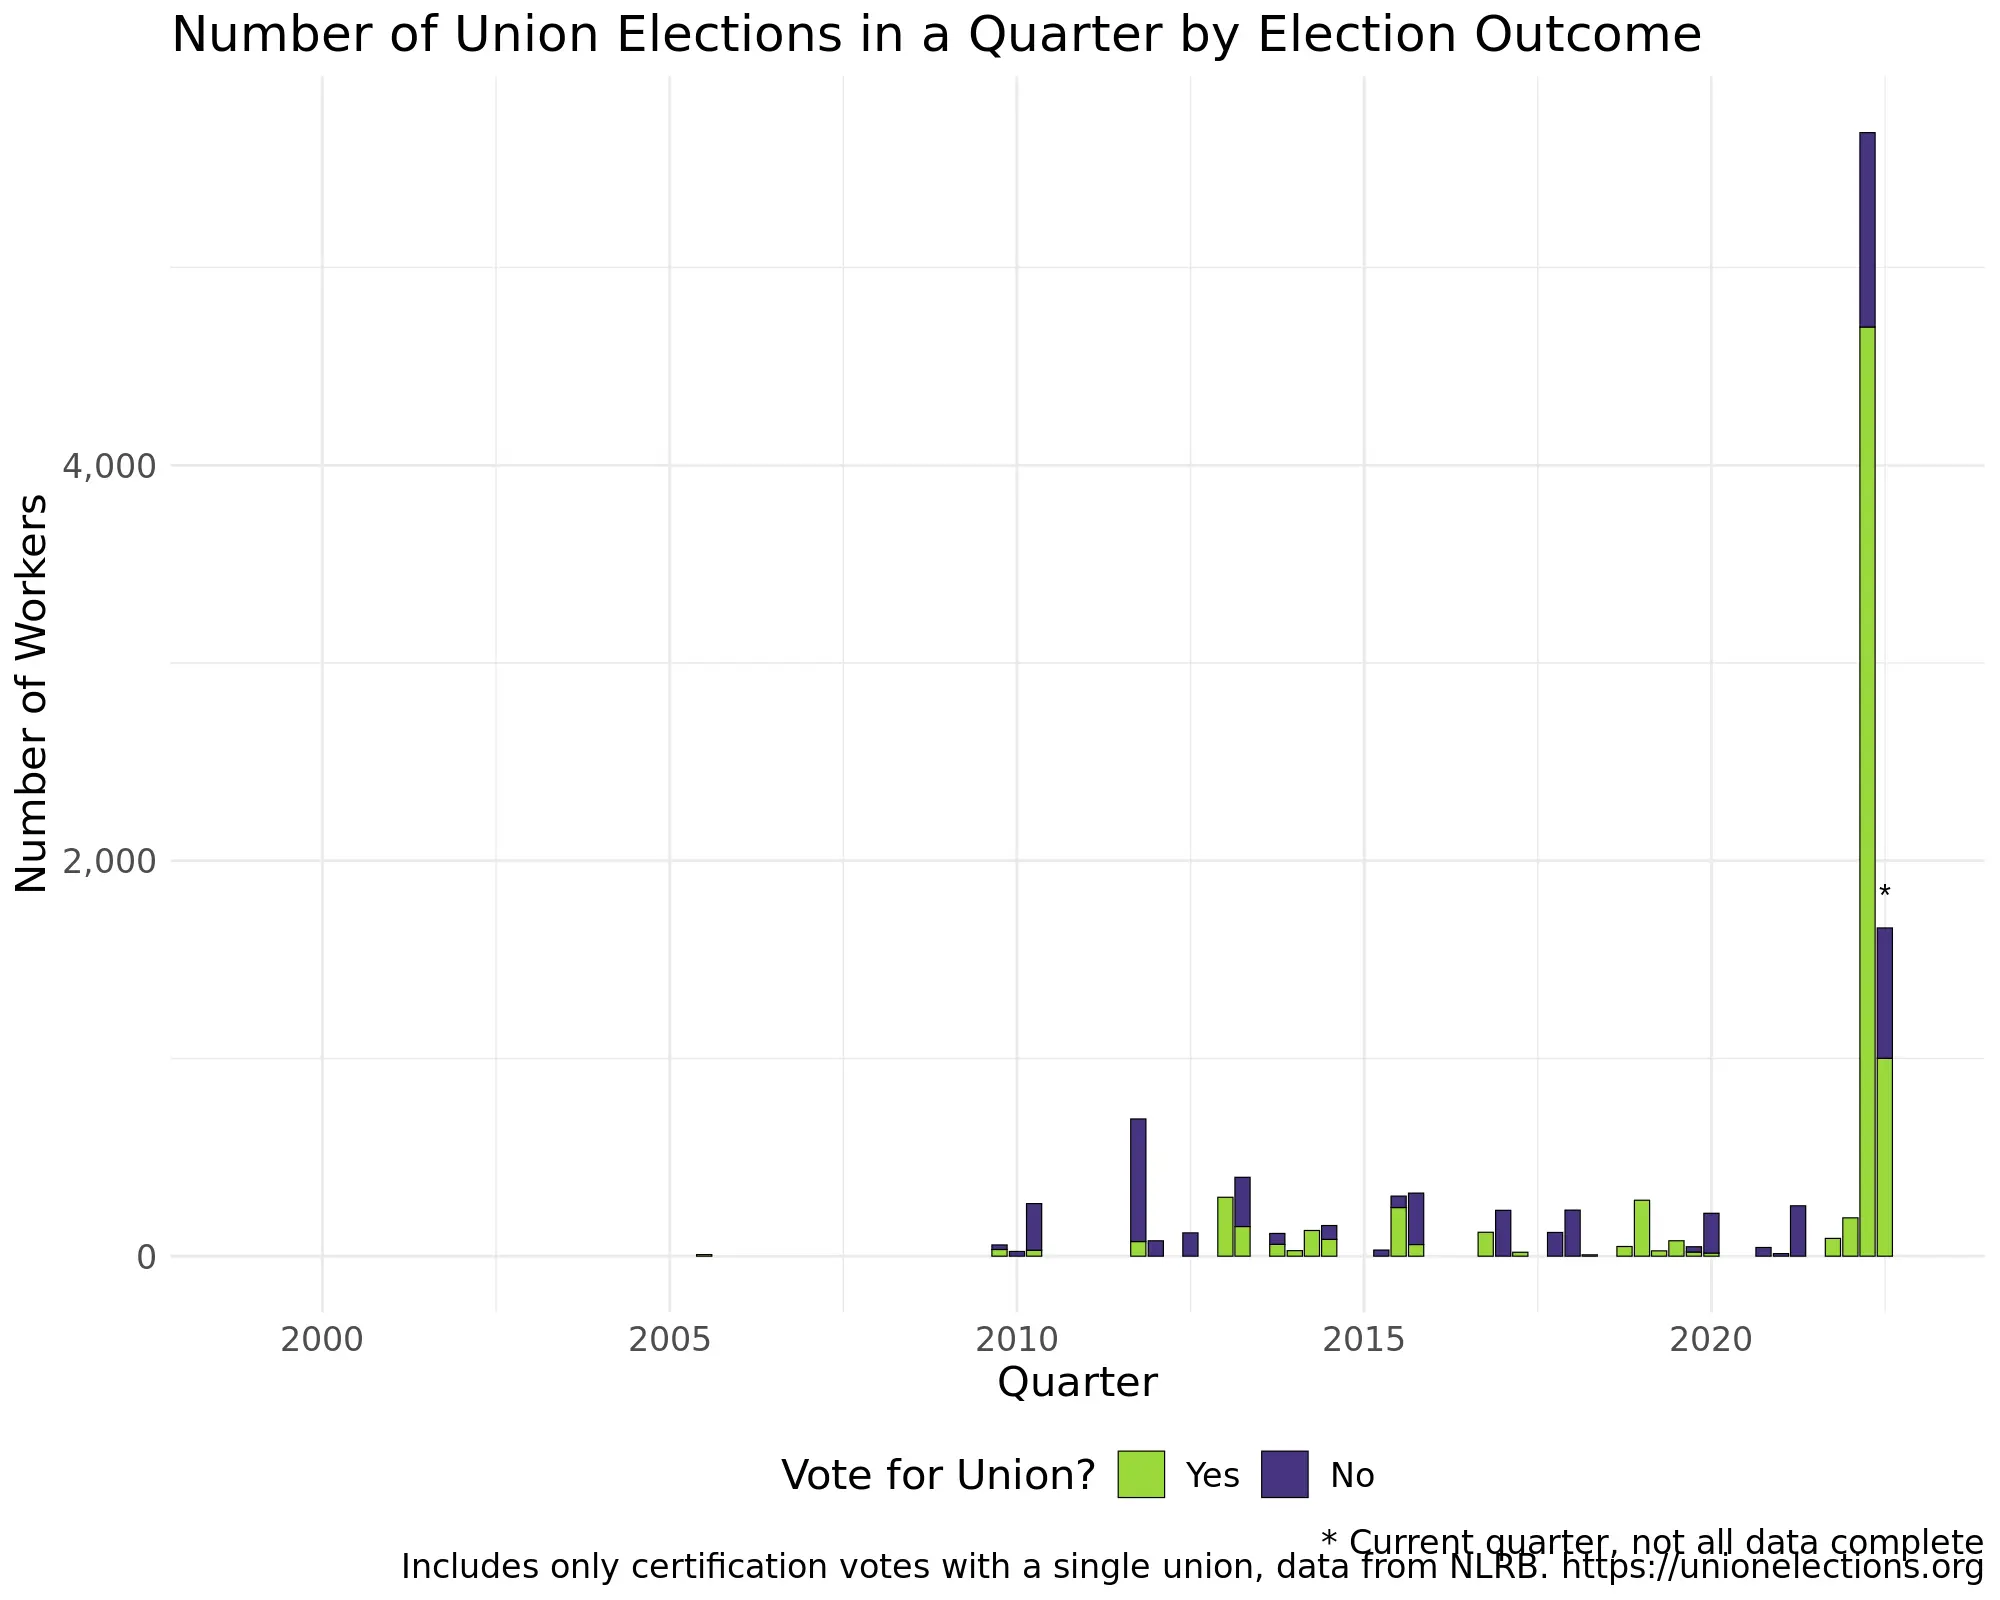 Number of Union Elections in a Quarter by Election Outcome
Number of Workers
4,000
2,000
0
*
2000 2005 2010 2015 2020
Quarter
Vote for Union? Yes No
* Current quarter, not all data complete
Includes only certification votes with a single union, data from NLRB. https://unionelections.org